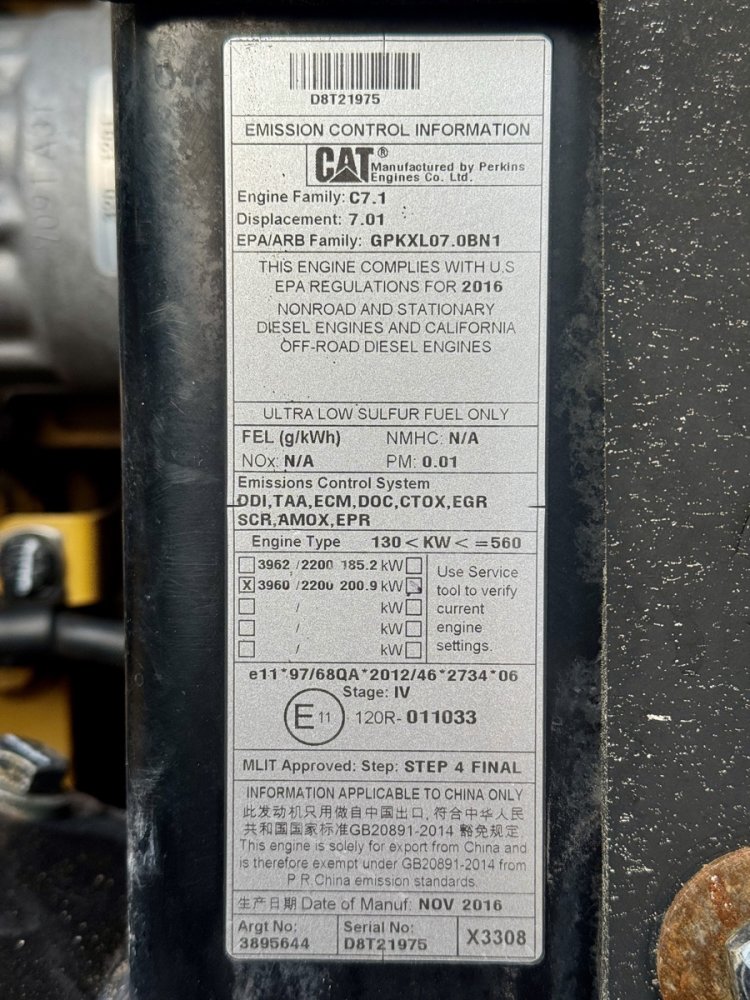 D8T21975
EMISSION CONTROL INFORMATION
CAT® Manufactured by Perkins
Engines Co. Ltd.
Engine Family: C7.1
Displacement: 7.01
EPA/ARB Family: GPKXL07.0BN1
THIS ENGINE COMPLIES WITH U.S
EPA REGULATIONS FOR 2016
NONROAD AND STATIONARY
DIESEL ENGINES AND CALIFORNIA
OFF-ROAD DIESEL ENGINES
ULTRA LOW SULFUR FUEL ONLY
FEL (g/kWh) NMHC: N/A
NOx: N/A PM: 0.01
Emissions Control System
DDI,TAA,ECM,DOC,CTOX,EGR
SCR,AMOX,EPR
Engine Type 130 < KW < =560
3962 /2200 185.2 kW
X 3960 /2200 200.9 kW
/ kW
/ kW
/ kW
Use Service
tool to verify
current
engine
settings.
e11*97/68QA*2012/46*2734*06
Stage: IV
E 11 120R- 011033
MLIT Approved: Step: STEP 4 FINAL
INFORMATION APPLICABLE TO CHINA ONLY
此发动机只用做自中国出口, 符合中华人民
共和国国家标准GB20891-2014 豁免规定.
This engine is solely for export from China and
is therefore exempt under GB20891-2014 from
P.R.China emission standards.
生产日期 Date of Manuf: NOV 2016
Argt No:
3895644
Serial No:
D8T21975
X3308